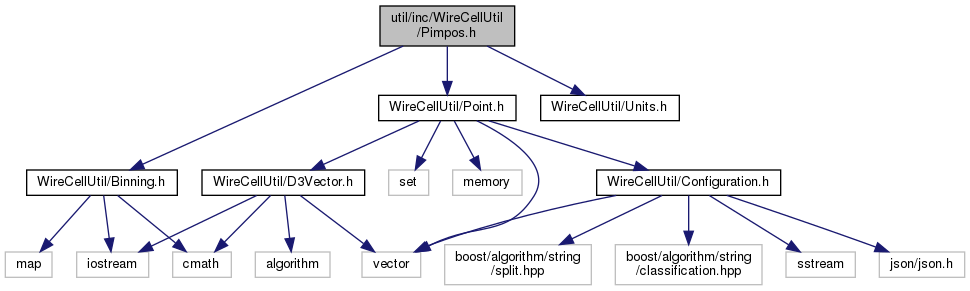 util/inc/WireCellUtil
/Pimpos.h
WireCellUtil/Point.h
WireCellUtil/Units.h
WireCellUtil/Binning.h
WireCellUtil/D3Vector.h
set
memory
WireCellUtil/Configuration.h
map
iostream
cmath
algorithm
vector
boost/algorithm/string
/split.hpp
boost/algorithm/string
/classification.hpp
sstream
json/json.h